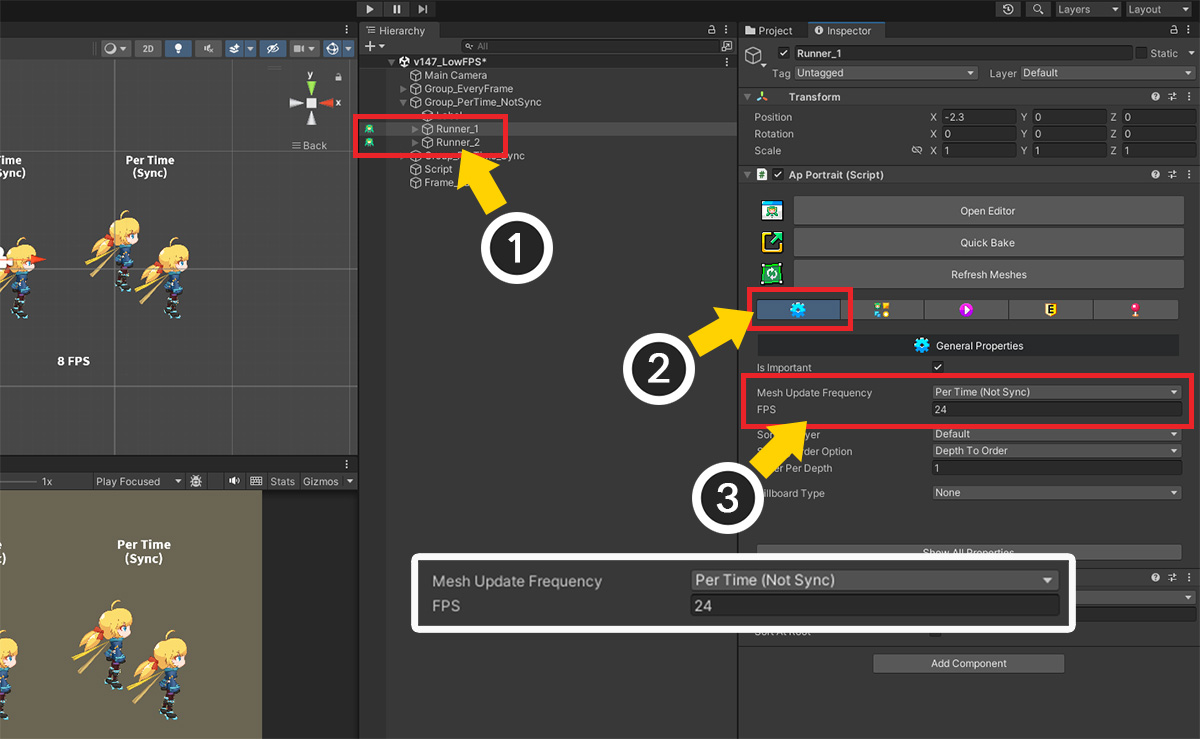 Layers
Layout
Hierarchy
All
2D
v147_LowFPS*
Main Camera
Group_EveryFrame
Group_PerTime_NotSync
Runner_1
Runner_2
Script
Frame_
y
x
Back
Per Time
(Sync)
8 FPS
1
2
3
1x
Play Focused
Stats
Gizmos
Per Time
(Sync)
Project
Inspector
Runner_1
Static
Tag Untagged
Layer Default
Transform
Position X -2.3 Y 0 Z 0
Rotation X 0 Y 0 Z 0
Scale X 1 Y 1 Z 1
Ap Portrait (Script)
Open Editor
Quick Bake
Refresh Meshes
E
General Properties
Is Important
Mesh Update Frequency Per Time (Not Sync)
FPS 24
Default
Depth To Order
Per Depth 1
Billboard Type None
Show All Properties
Mesh Update Frequency Per Time (Not Sync)
FPS 24
Add Component